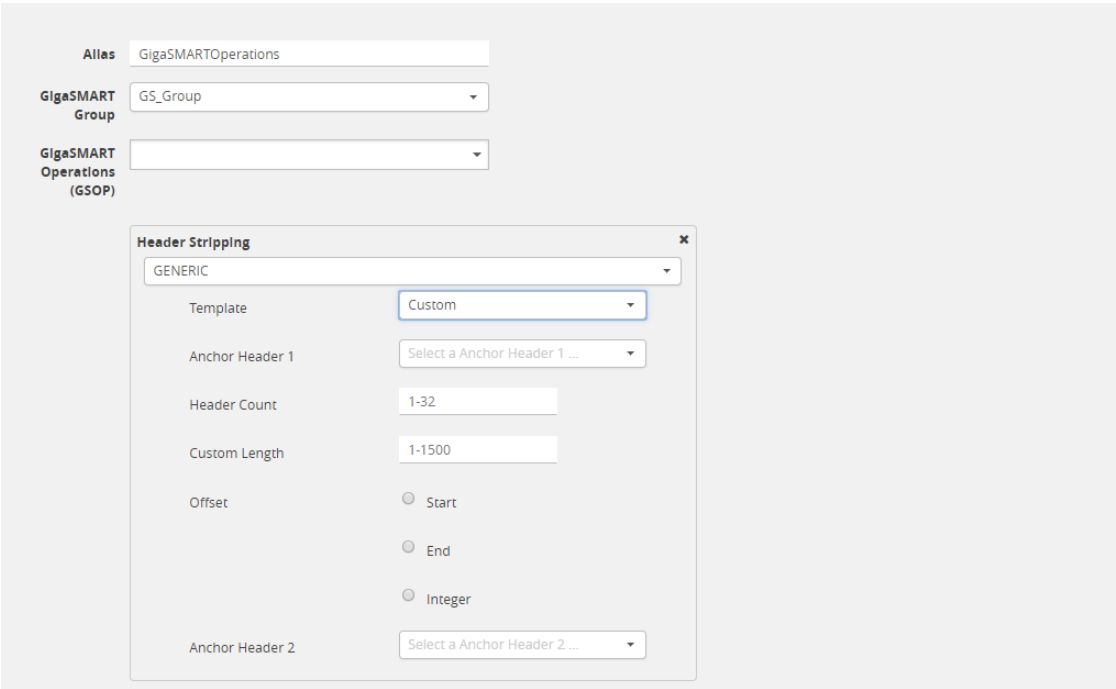 Alias GigaSMARTOperations
GigaSMART GS_Group
Group
GigaSMART
Operations
(GSOP)
Header Stripping
GENERIC
Template Custom
Anchor Header 1 Select a Anchor Header 1 ...
Header Count 1-32
Custom Length 1-1500
Offset Start
End
Integer
Anchor Header 2 Select a Anchor Header 2 ...